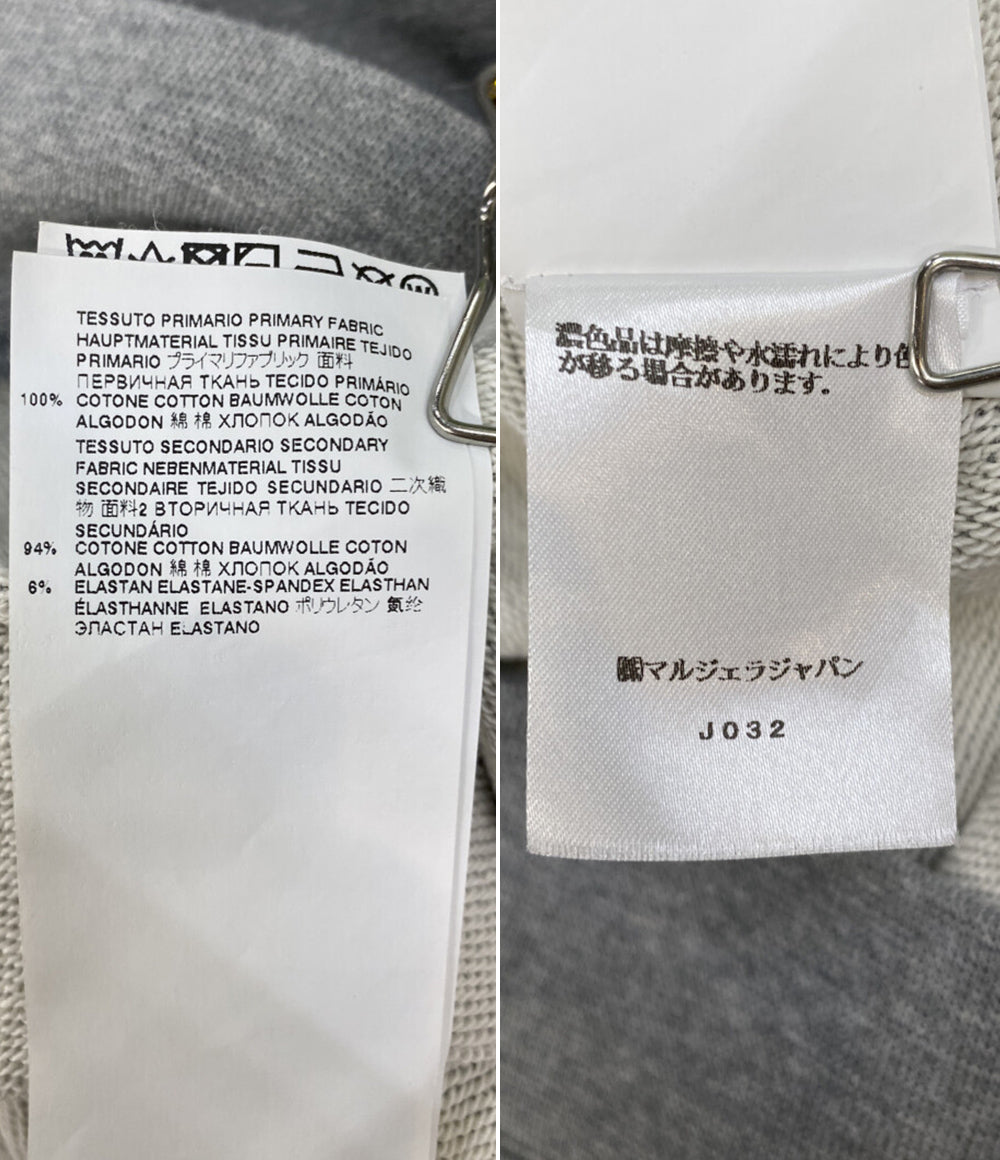 TESSUTO PRIMARIO PRIMARY FABRIC
HAUPTMATERIAL TISSU PRIMAIRE TEJIDO
PRIMARIO プライマリファブリック 面料
ПЕРВИЧНАЯ ТКАНЬ TECIDO PRIMÁRIO
100% COTONE COTTON BAUMWOLLE COTON
ALGODON 綿 棉 ХЛОПОК ALGODÃO
TESSUTO SECONDARIO SECONDARY
FABRIC NEBENMATERIAL TISSU
SECONDAIRE TEJIDO SECUNDARIO 二次織
物 面料2 ВТОРИЧНАЯ ТКАНЬ TECIDO
SECUNDÁRIO
94% COTONE COTTON BAUMWOLLE COTON
ALGODON 綿 棉 ХЛОПОК ALGODÃO
6% ELASTAN ELASTANE-SPANDEX ELASTHAN
ÉLASTHANNE ELASTANO ポリウレタン 氨纶
ЭЛАСТАН ELASTANO
濃色品は摩擦や水濡れにより色
が移る場合があります。
㈱マルジェラジャパン
J032